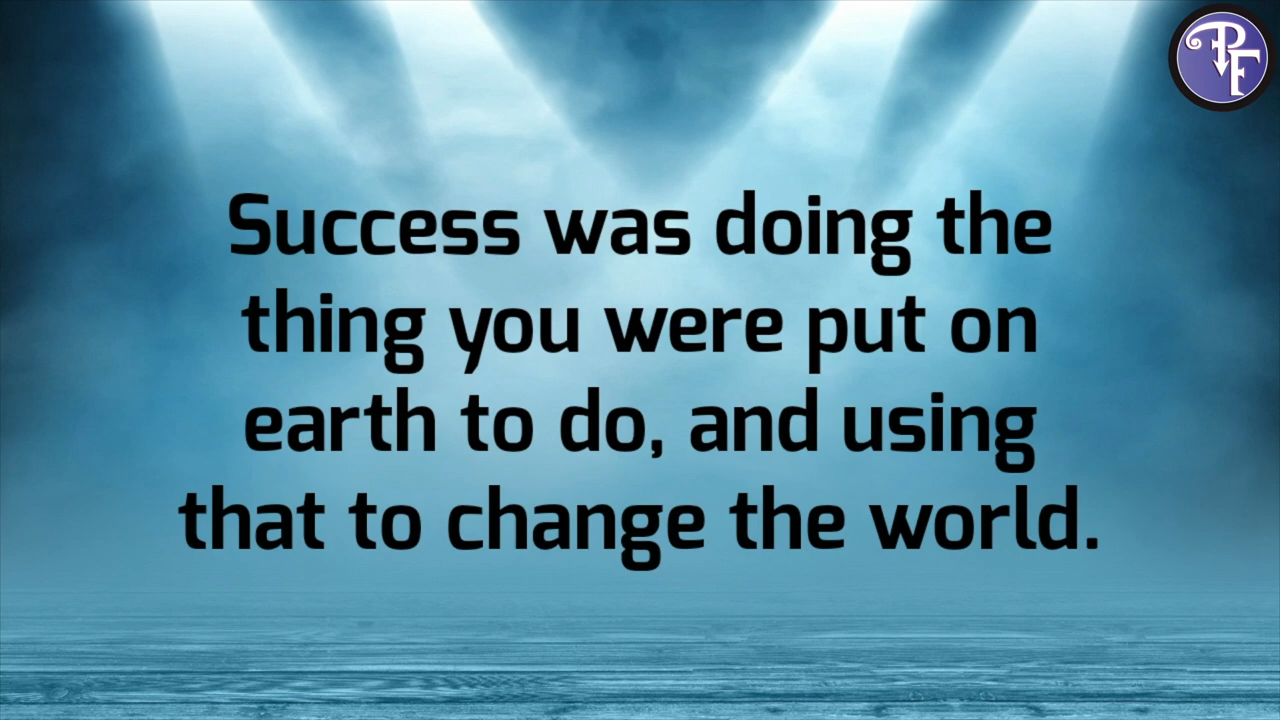 PF
Success was doing the
thing you were put on
earth to do, and using
that to change the world.